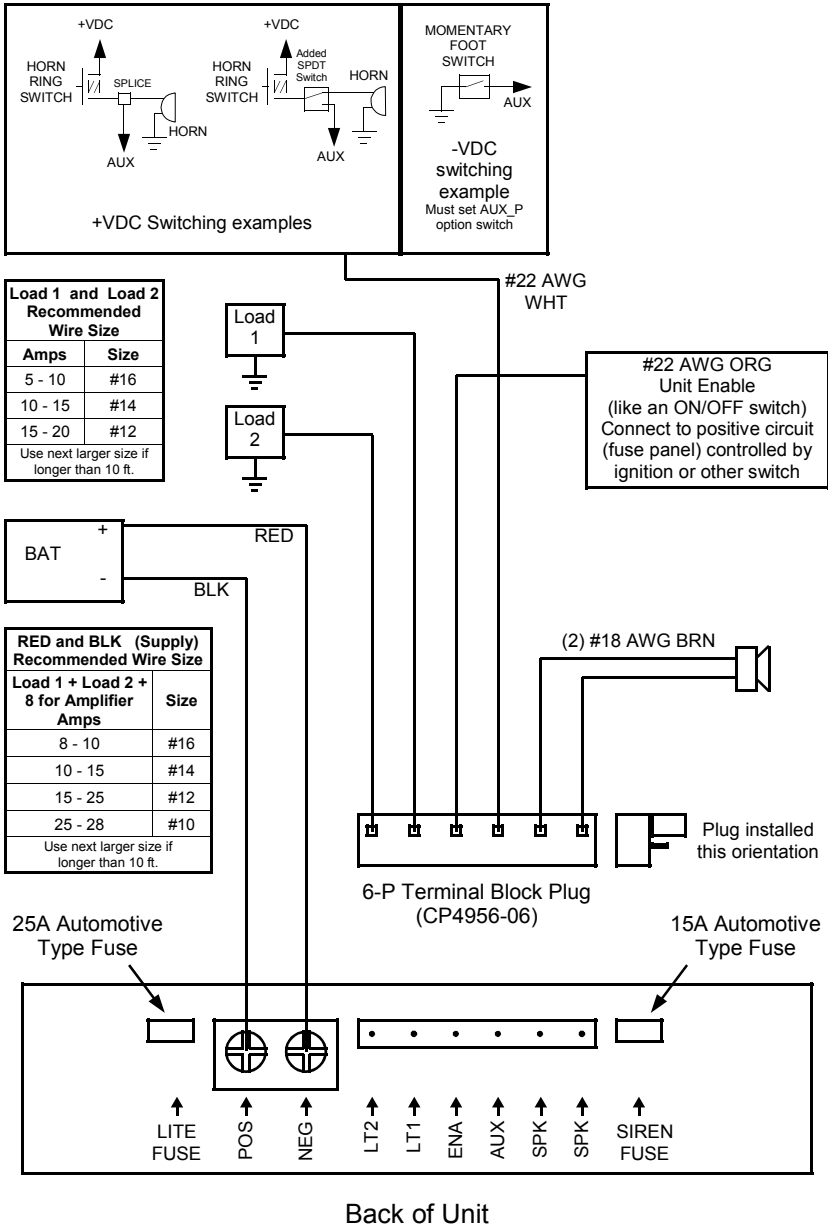 +VDC
HORN
RING
SWITCH
SPLICE
HORN
AUX
+VDC
HORN
RING
SWITCH
Added
SPDT
Switch
HORN
AUX
+VDC Switching examples
MOMENTARY
FOOT
SWITCH
AUX
-VDC
switching
example
Must set AUX_P
option switch
#22 AWG
WHT
Load 1 and Load 2
Recommended
Wire Size
Amps Size
5 - 10 #16
10 - 15 #14
15 - 20 #12
Use next larger size if
longer than 10 ft.
Load
1
Load
2
#22 AWG ORG
Unit Enable
(like an ON/OFF switch)
Connect to positive circuit
(fuse panel) controlled by
ignition or other switch
BAT
+
-
RED
BLK
RED and BLK (Supply)
Recommended Wire Size
Load 1 + Load 2 +
8 for Amplifier
Amps
Size
8 - 10 #16
10 - 15 #14
15 - 25 #12
25 - 28 #10
Use next larger size if
longer than 10 ft.
(2) #18 AWG BRN
Plug installed
this orientation
6-P Terminal Block Plug
(CP4956-06)
25A Automotive
Type Fuse
15A Automotive
Type Fuse
LITE
FUSE
POS
NEG
LT2
LT1
ENA
AUX
SPK
SPK
SIREN
FUSE
Back of Unit